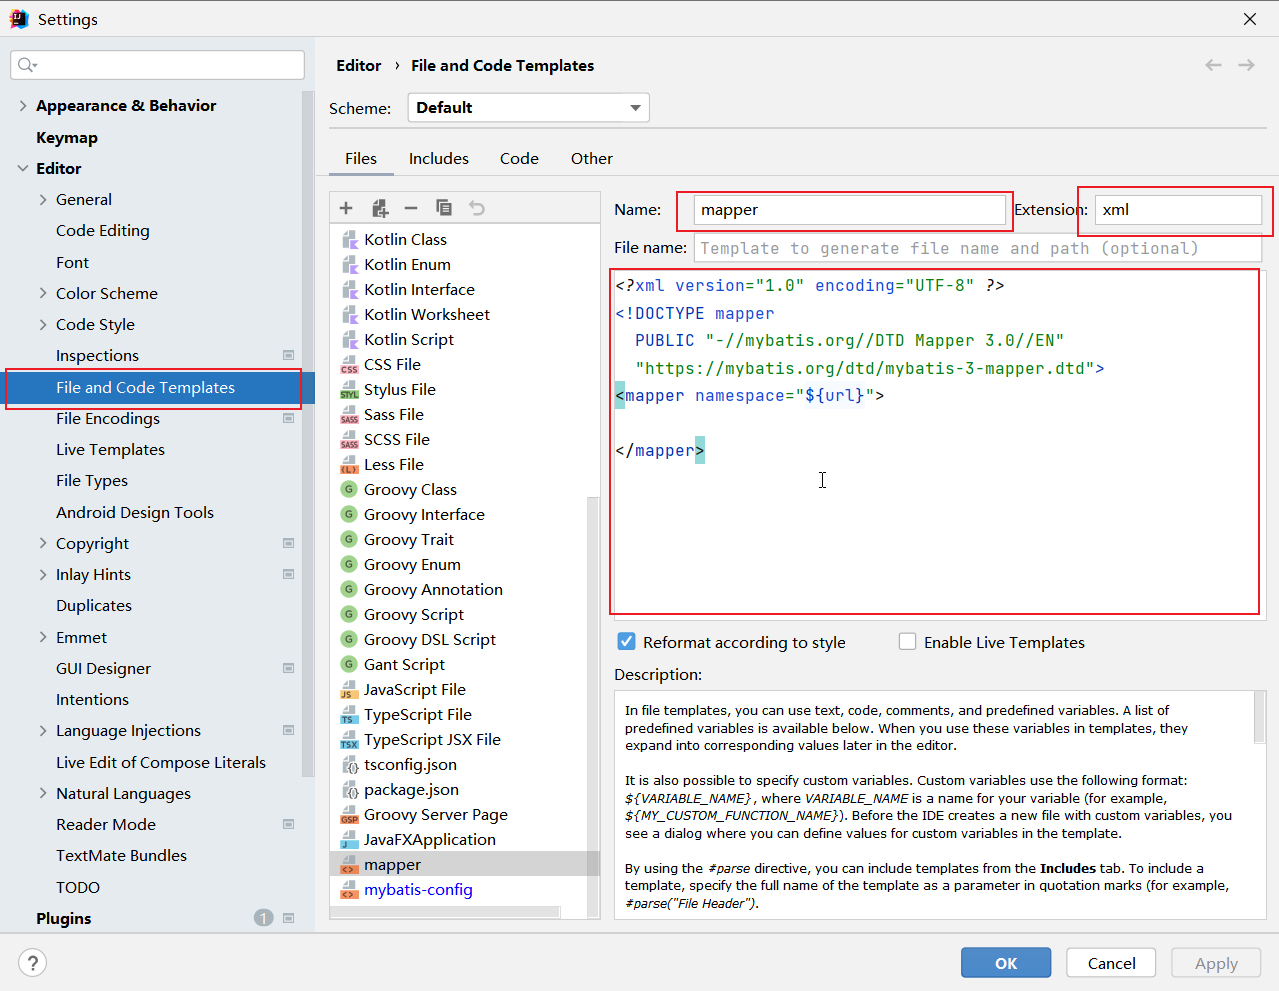 Settings
Appearance & Behavior
Keymap
Editor
General
Code Editing
Font
Color Scheme
Code Style
Inspections
File and Code Templates
File Encodings
Live Templates
File Types
Android Design Tools
Copyright
Inlay Hints
Duplicates
Emmet
GUI Designer
Intentions
Language Injections
Live Edit of Compose Literals
Natural Languages
Reader Mode
TextMate Bundles
TODO
Plugins 1
Editor › File and Code Templates
Scheme: Default
Files Includes Code Other
Kotlin Class
Kotlin Enum
Kotlin Interface
Kotlin Worksheet
Kotlin Script
CSS CSS File
STYL Stylus File
SASS Sass File
SASS SCSS File
{L} Less File
G Groovy Class
G Groovy Interface
G Groovy Trait
G Groovy Enum
G Groovy Annotation
G Groovy Script
G Groovy DSL Script
G Gant Script
JS JavaScript File
TS TypeScript File
TSX TypeScript JSX File
{} tsconfig.json
{} package.json
GSP Groovy Server Page
J JavaFXApplication
<> mapper
<> mybatis-config
Name: mapper Extension: xml
File name: Template to generate file name and path (optional)
<?xml version="1.0" encoding="UTF-8" ?>
<!DOCTYPE mapper
PUBLIC "-//mybatis.org//DTD Mapper 3.0//EN"
"https://mybatis.org/dtd/mybatis-3-mapper.dtd">
<mapper namespace="${url}">
</mapper>
Reformat according to style Enable Live Templates
Description:
In file templates, you can use text, code, comments, and predefined variables. A list of
predefined variables is available below. When you use these variables in templates, they
expand into corresponding values later in the editor.
It is also possible to specify custom variables. Custom variables use the following format:
${VARIABLE_NAME}, where VARIABLE_NAME is a name for your variable (for example,
${MY_CUSTOM_FUNCTION_NAME}). Before the IDE creates a new file with custom variables, you
see a dialog where you can define values for custom variables in the template.
By using the #parse directive, you can include templates from the Includes tab. To include a
template, specify the full name of the template as a parameter in quotation marks (for example,
#parse("File Header").
? OK Cancel Apply